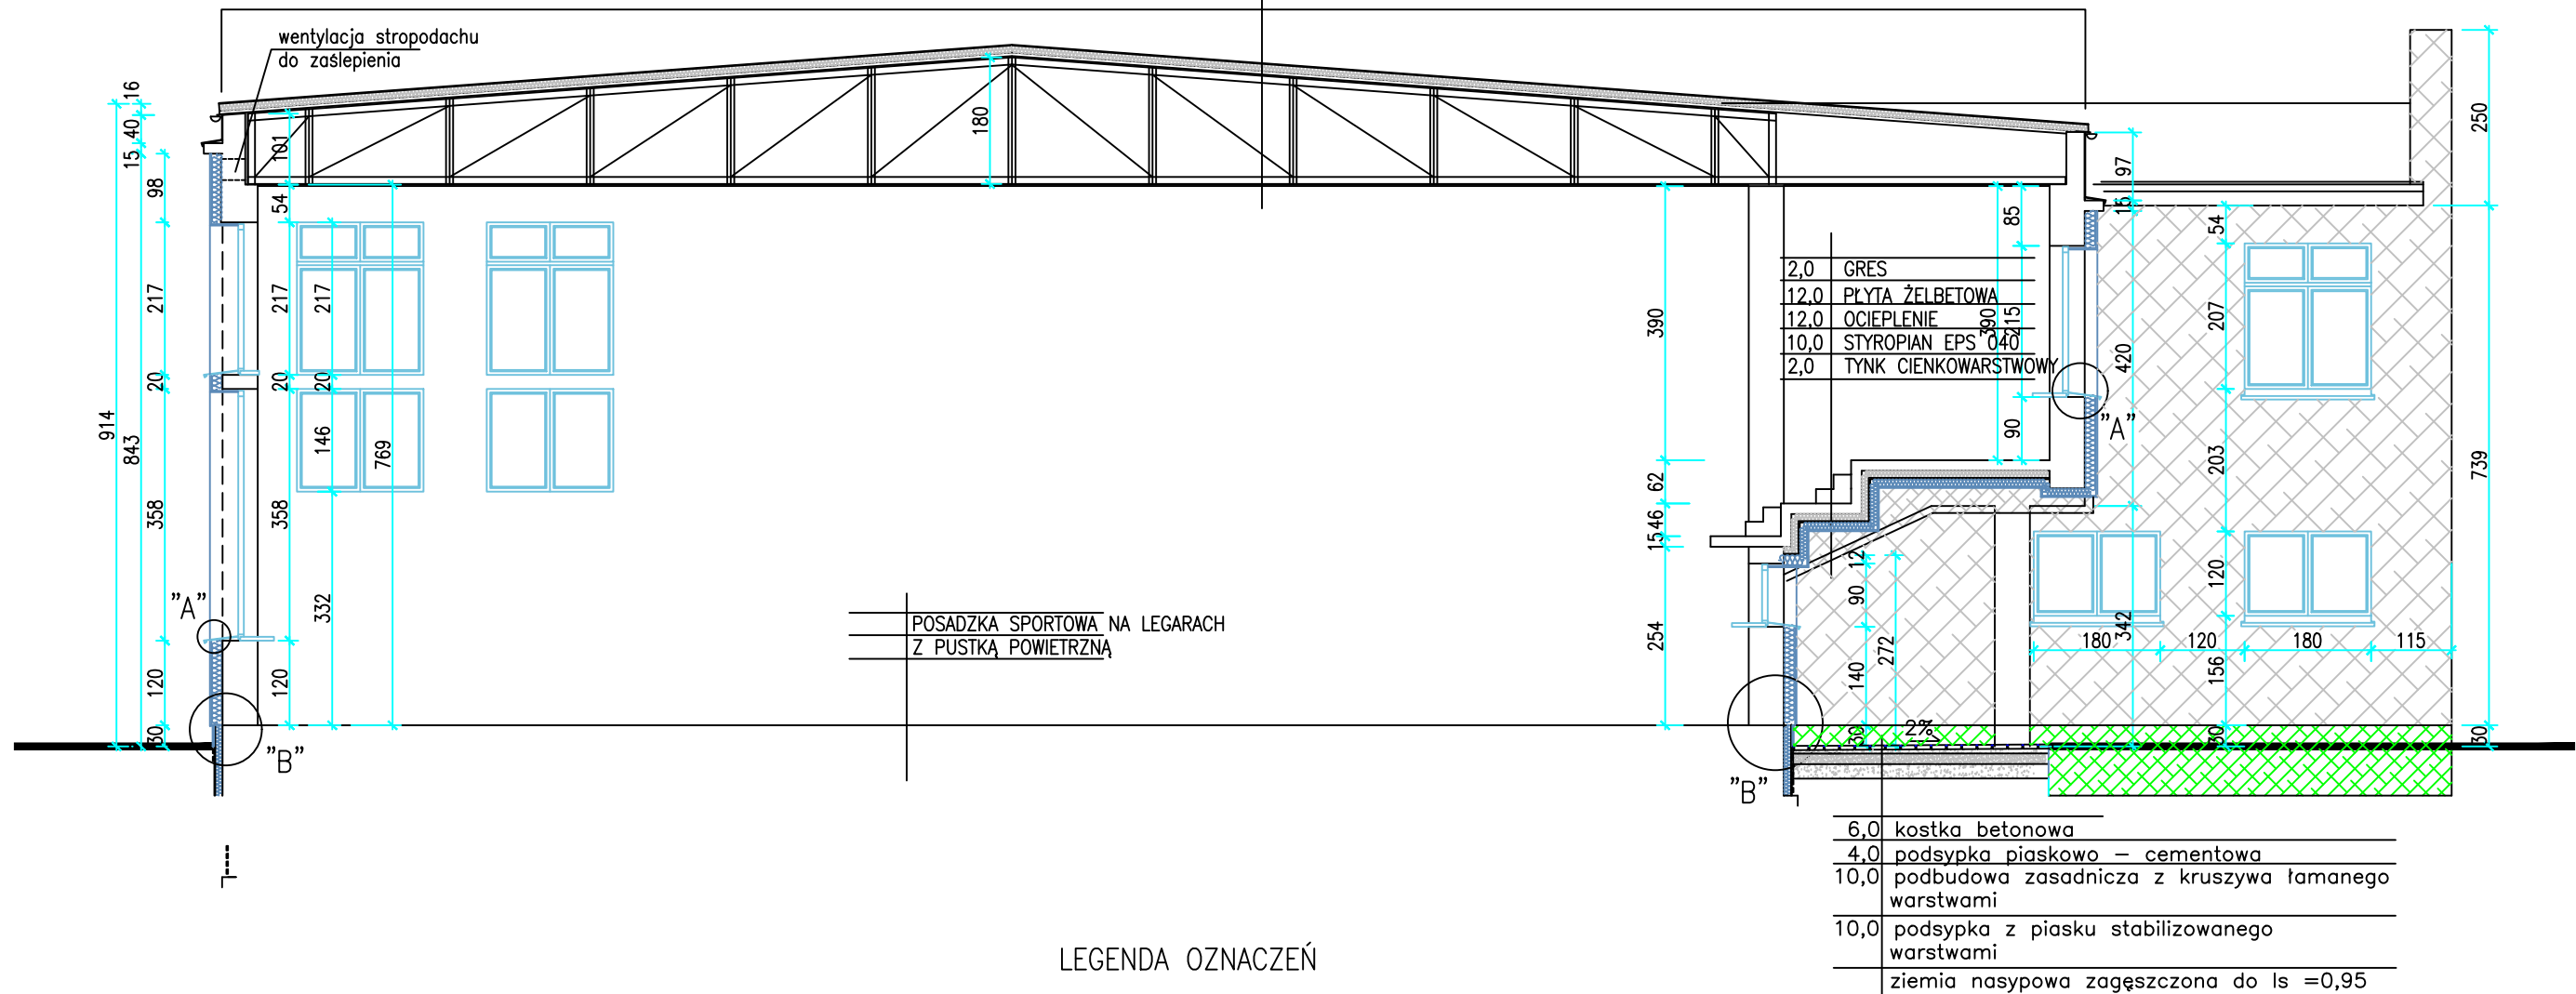 wentylacja stropodachu
do zaślepienia
16
40
15
98
217
20
358
120
30
914
843
101
54
217
20
358
120
217
20
146
332
769
180
390
62
46
15
254
2,0 GRES
12,0 PŁYTA ŻELBETOWA
12,0 OCIEPLENIE
10,0 STYROPIAN EPS 040
2,0 TYNK CIENKOWARSTWOWY
390
85
215
90
97
15
420
342
54
207
203
120
156
30
250
739
30
180
120
180
115
12
90
140
30
272
2%
"A"
"B"
"A"
"B"
POSADZKA SPORTOWA NA LEGARACH
Z PUSTKĄ POWIETRZNĄ
6,0 kostka betonowa
4,0 podsypka piaskowo – cementowa
10,0 podbudowa zasadnicza z kruszywa łamanego
warstwami
10,0 podsypka z piasku stabilizowanego
warstwami
ziemia nasypowa zagęszczona do Is =0,95
LEGENDA OZNACZEŃ